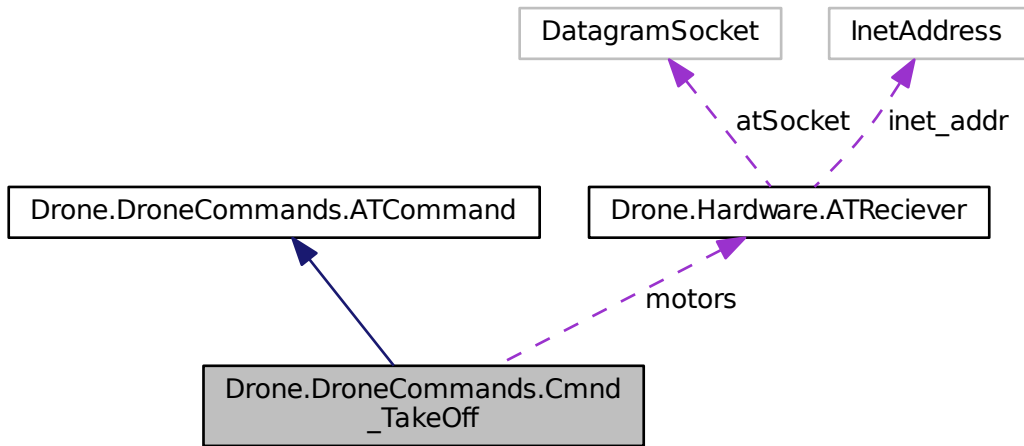 DatagramSocket
InetAddress
atSocket
inet_addr
Drone.DroneCommands.ATCommand
Drone.Hardware.ATReciever
motors
Drone.DroneCommands.Cmnd
_TakeOff